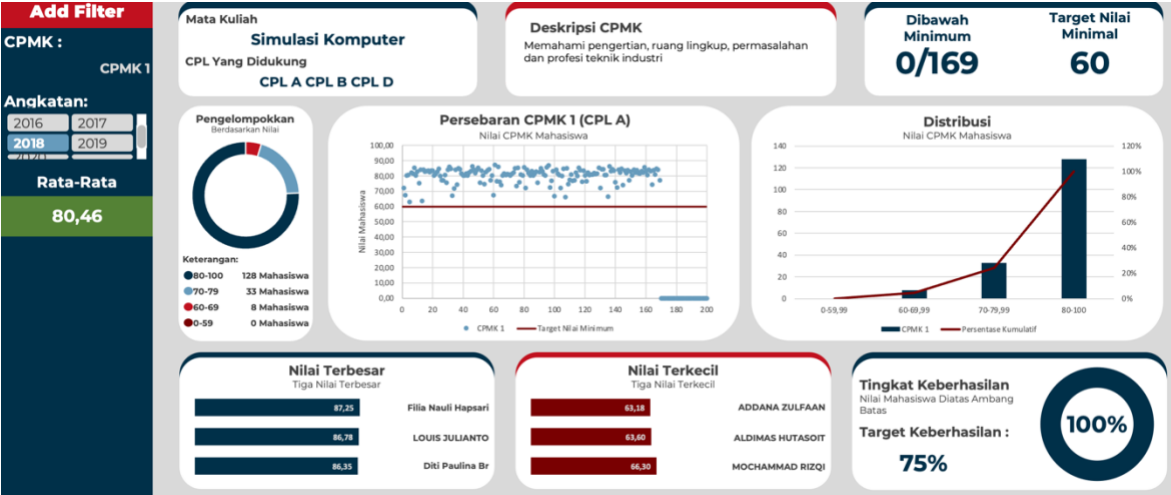 Add Filter
CPMK :
CPMK 1
Angkatan:
2016
2017
2018
2019
2020
Rata-Rata
80,46
Mata Kuliah
Simulasi Komputer
CPL Yang Didukung
CPL A CPL B CPL D
Deskripsi CPMK
Memahami pengertian, ruang lingkup, permasalahan
dan profesi teknik industri
Dibawah
Minimum
0/169
Target Nilai
Minimal
60
Pengelompokkan
Berdasarkan Nilai
Keterangan:
80-100 128 Mahasiswa
70-79 33 Mahasiswa
60-69 8 Mahasiswa
0-59 0 Mahasiswa
Persebaran CPMK 1 (CPL A)
Nilai CPMK Mahasiswa
Nilai Mahasiswa
100,00
90,00
80,00
70,00
60,00
50,00
40,00
30,00
20,00
10,00
0,00
0 20 40 60 80 100 120 140 160 180 200
CPMK 1 Target Nilai Minimum
Distribusi
Nilai CPMK Mahasiswa
140
120
100
80
60
40
20
0
120%
100%
80%
60%
40%
20%
0%
0-59,99 60-69,99 70-79,99 80-100
CPMK 1 Persentase Kumulatif
Nilai Terbesar
Tiga Nilai Terbesar
87,25 Filia Nauli Hapsari
86,78 LOUIS JULIANTO
86,35 Diti Paulina Br
Nilai Terkecil
Tiga Nilai Terkecil
63,18 ADDANA ZULFAAN
63,60 ALDIMAS HUTASOIT
66,30 MOCHAMMAD RIZQI
Tingkat Keberhasilan
Nilai Mahasiswa Diatas Ambang
Batas
Target Keberhasilan :
75%
100%